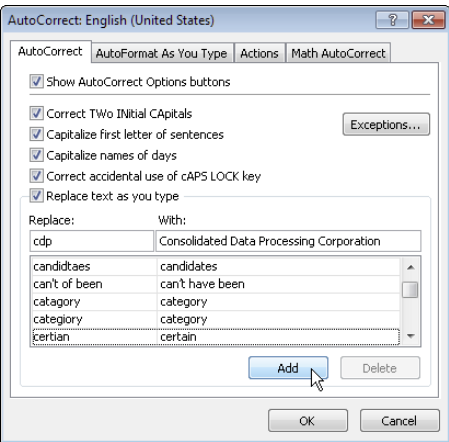 AutoCorrect: English (United States)
AutoCorrect AutoFormat As You Type Actions Math AutoCorrect
Show AutoCorrect Options buttons
Correct TWo INitial CApitals
Exceptions...
Capitalize first letter of sentences
Capitalize names of days
Correct accidental use of cAPS LOCK key
Replace text as you type
Replace: With:
cdp Consolidated Data Processing Corporation
candidtaes candidates
can't of been can't have been
catagory category
categiory category
certian certain
Add Delete
OK Cancel